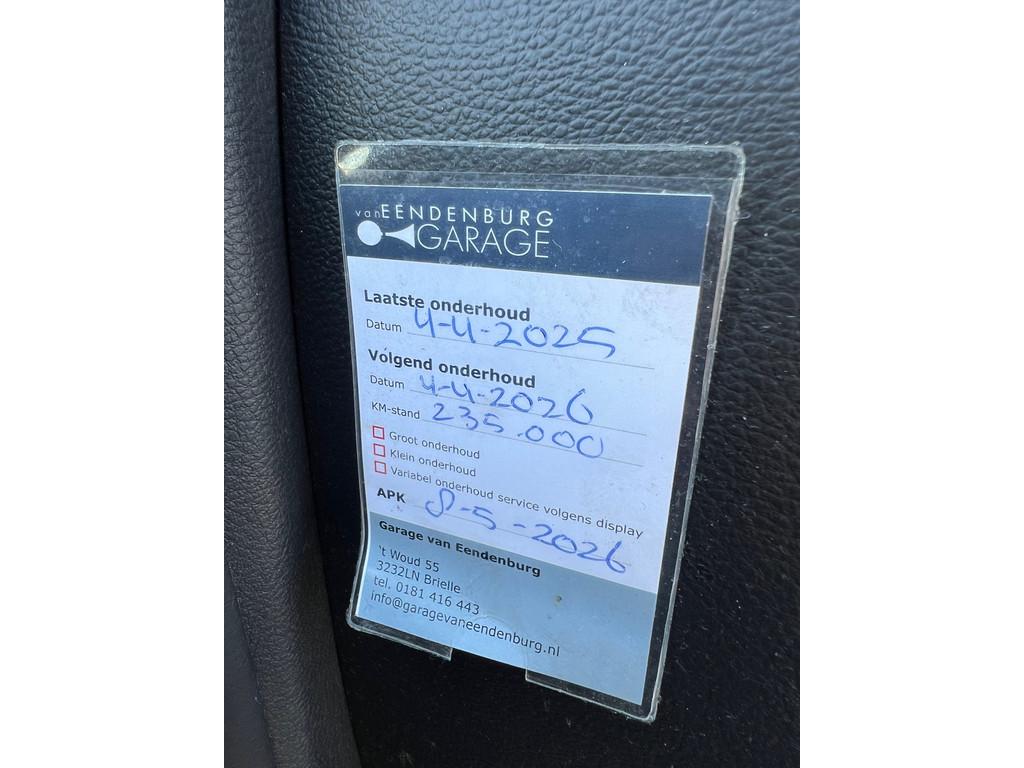 van EENDENBURG
GARAGE
Laatste onderhoud
Datum 4-4-2025
Volgend onderhoud
Datum 4-4-2026
KM-stand 235.000
Groot onderhoud
Klein onderhoud
Variabel onderhoud service volgens display
APK 8-5-2026
Garage van Eendenburg
't Woud 55
3232LN Brielle
tel. 0181 416 443
info@garagevaneendenburg.nl